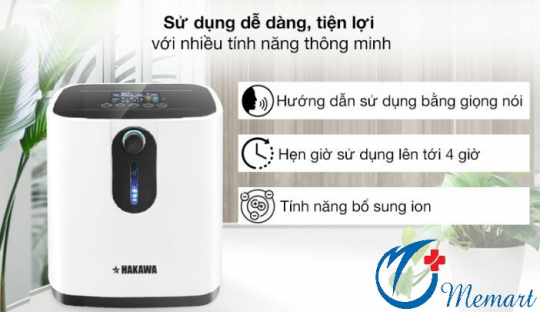 Sử dụng dễ dàng, tiện lợi
với nhiều tính năng thông minh
Hướng dẫn sử dụng bằng giọng nói
Hẹn giờ sử dụng lên tới 4 giờ
Tính năng bổ sung ion
HAKAWA
Memart